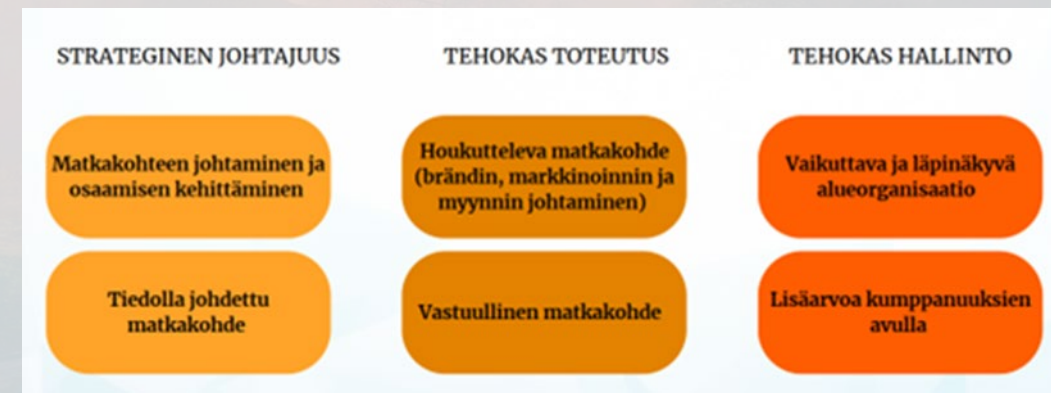 STRATEGINEN JOHTAJUUS
TEHOKAS TOTEUTUS
TEHOKAS HALLINTO
Matkakohteen johtaminen ja
osaamisen kehittäminen
Houkutteleva matkakohde
(brändin, markkinoinnin ja
myynnin johtaminen)
Vaikuttava ja läpinäkyvä
alueorganisaatio
Tiedolla johdettu
matkakohde
Vastuullinen matkakohde
Lisäarvoa kumppanuuksien
avulla